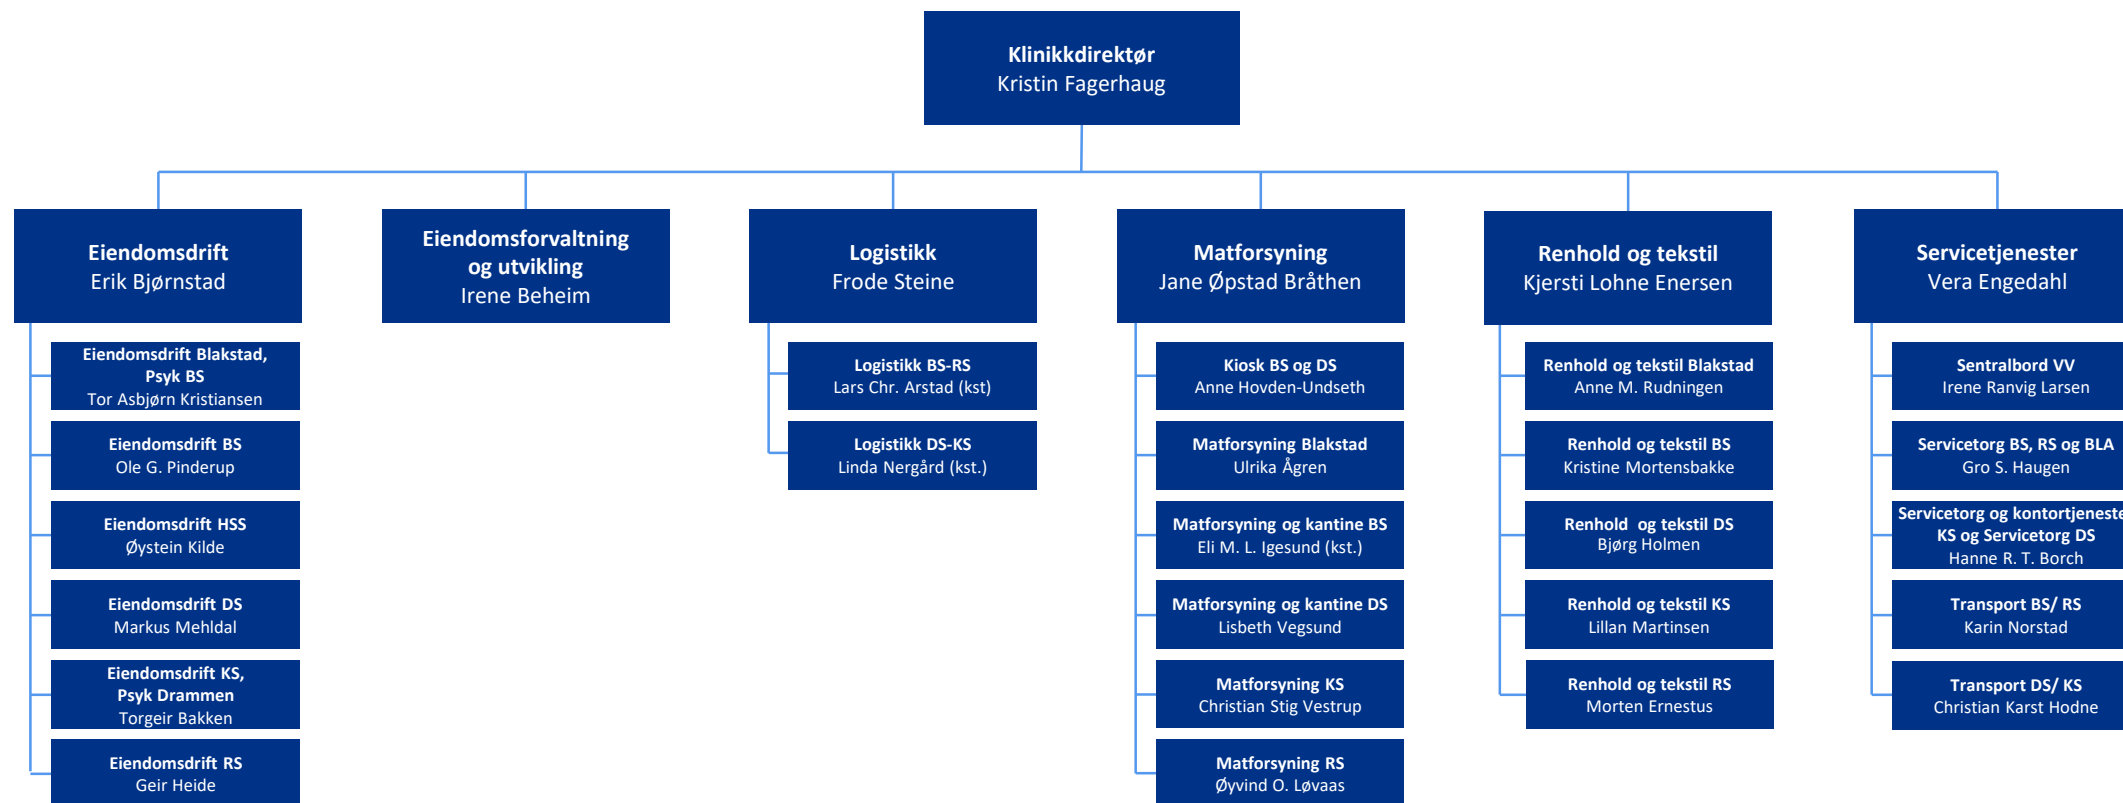 Klinikkdirektør
Kristin Fagerhaug
Eiendomsdrift
Erik Bjørnstad
Eiendomsdrift Blakstad,
Psyk BS
Tor Asbjørn Kristiansen
Eiendomsdrift BS
Ole G. Pinderup
Eiendomsdrift HSS
Øystein Kilde
Eiendomsdrift DS
Markus Mehldal
Eiendomsdrift KS,
Psyk Drammen
Torgeir Bakken
Eiendomsdrift RS
Geir Heide
Eiendomsforvaltning
og utvikling
Irene Beheim
Logistikk
Frode Steine
Logistikk BS-RS
Lars Chr. Arstad (kst)
Logistikk DS-KS
Linda Nergård (kst.)
Matforsyning
Jane Øpstad Bråthen
Kiosk BS og DS
Anne Hovden-Undseth
Matforsyning Blakstad
Ulrika Ågren
Matforsyning og kantine BS
Eli M. L. Igesund (kst.)
Matforsyning og kantine DS
Lisbeth Vegsund
Matforsyning KS
Christian Stig Vestrup
Matforsyning RS
Øyvind O. Løvaas
Renhold og tekstil
Kjersti Lohne Enersen
Renhold og tekstil Blakstad
Anne M. Rudningen
Renhold og tekstil BS
Kristine Mortensbakke
Renhold og tekstil DS
Bjørg Holmen
Renhold og tekstil KS
Lillan Martinsen
Renhold og tekstil RS
Morten Ernestus
Servicetjenester
Vera Engedahl
Sentralbord VV
Irene Ranvig Larsen
Servicetorg BS, RS og BLA
Gro S. Haugen
Servicetorg og kontortjeneste
KS og Servicetorg DS
Hanne R. T. Borch
Transport BS/ RS
Karin Norstad
Transport DS/ KS
Christian Karst Hodne